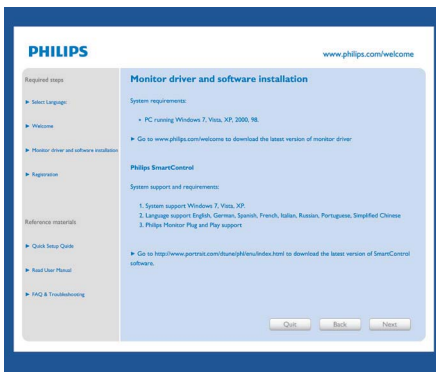 PHILIPS
www.philips.com/welcome
Required steps
▶ Select Language
▶ Welcome
▶ Monitor driver and software installation
▶ Registration
Reference materials
▶ Quick Setup Quide
▶ Read User Manual
▶ FAQ & Troubleshooting
Monitor driver and software installation
System requirements:
• PC running Windows 7, Vista, XP, 2000, 98.
▶ Go to www.philips.com/welcome to download the latest version of monitor driver
Philips SmartControl
System support and requirements:
1. System support Windows 7, Vista, XP.
2. Language support English, German, Spanish, French, Italian, Russian, Portuguese, Simplified Chinese
3. Philips Monitor Plug and Play support
▶ Go to http://www.portrait.com/dtune/phl/enu/index.html to download the latest version of SmartControl
software.
Quit
Back
Next